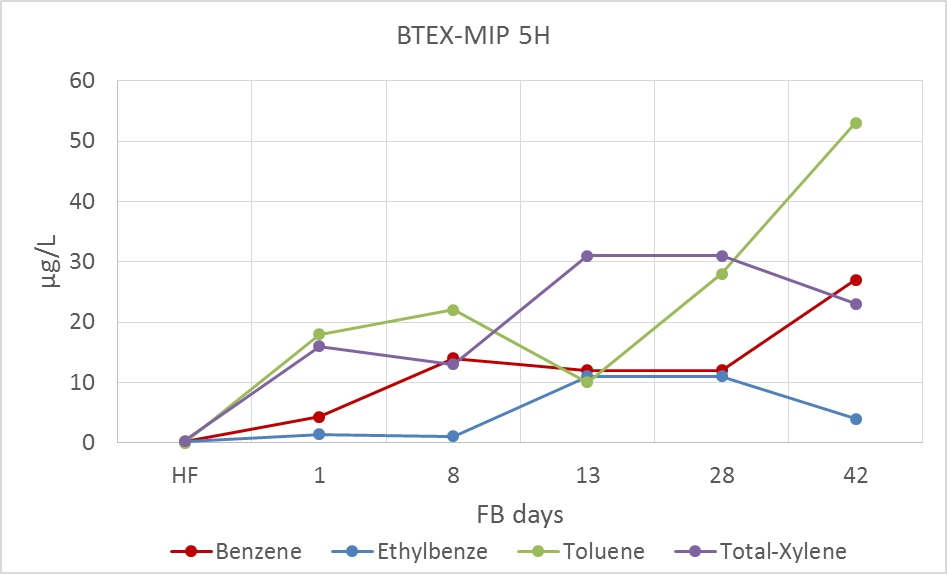 BTEX-MIP 5H
60
50
40
30
20
10
0
µg/L
HF 1 8 13 28 42
FB days
Benzene Ethylbenze Toluene Total-Xylene